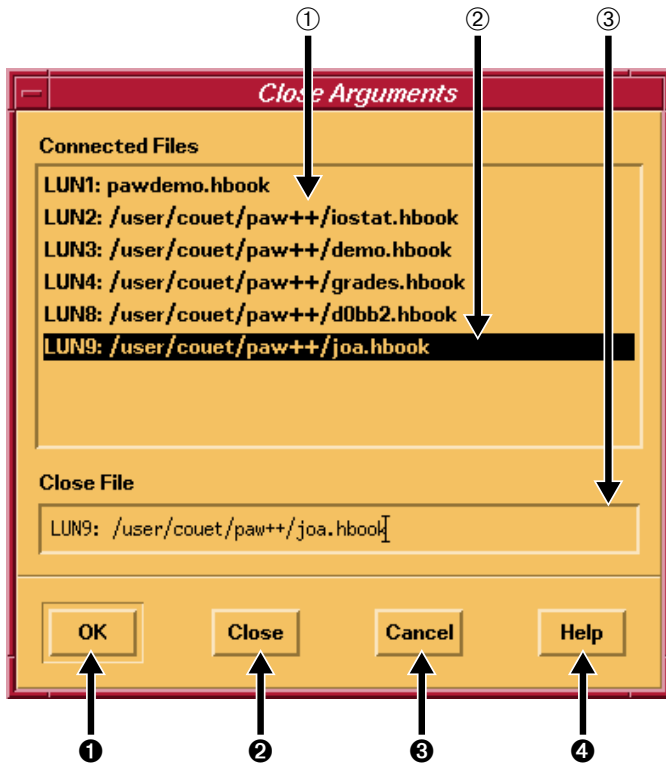 ① ② ③
Close Arguments
Connected Files
LUN1: pawdemo.hbook
LUN2: /user/couet/paw++/iostat.hbook
LUN3: /user/couet/paw++/demo.hbook
LUN4: /user/couet/paw++/grades.hbook
LUN8: /user/couet/paw++/d0bb2.hbook
LUN9: /user/couet/paw++/joa.hbook
Close File
LUN9: /user/couet/paw++/joa.hbook
OK Close Cancel Help
❶ ❷ ❸ ❹